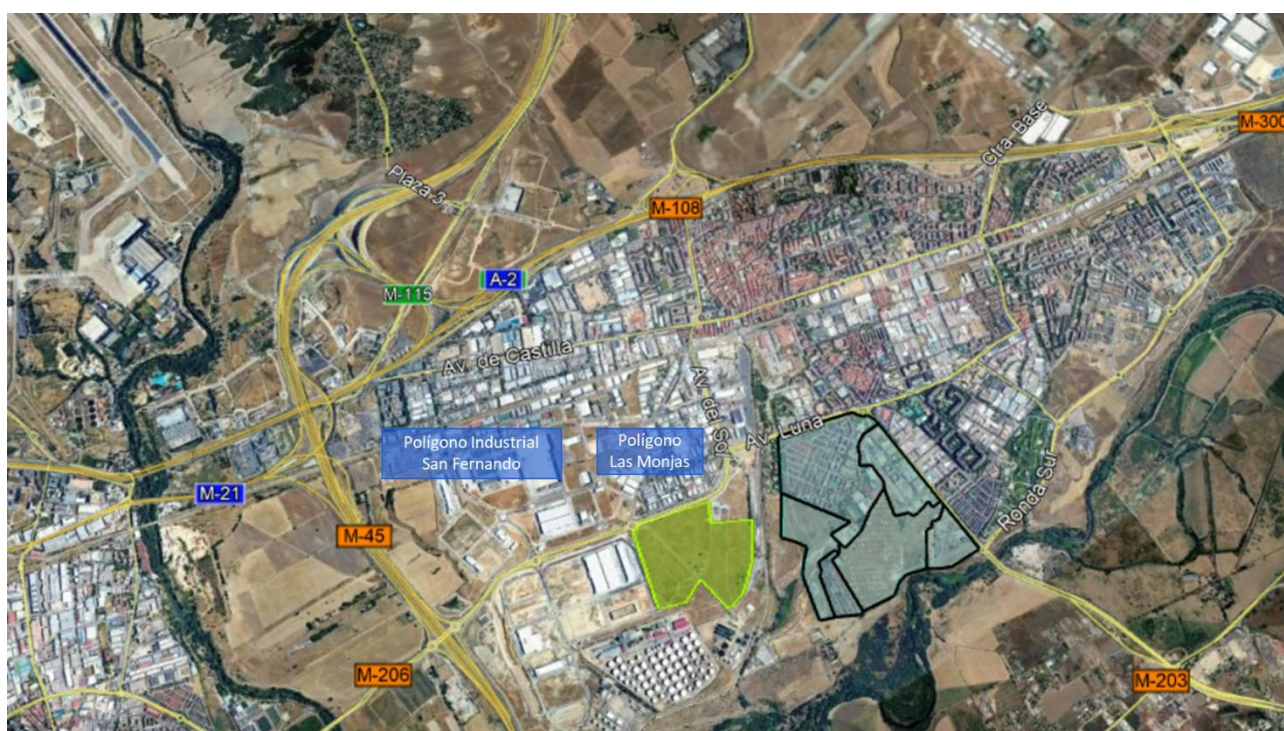 Ctra. Base
M-300
Plaza 3
M-108
A-2
M-115
Av. de Castilla
Av. del Sol
Av. Luna
Polígono Industrial
San Fernando
Polígono
Las Monjas
M-21
M-45
Ronda Sur
M-206
M-203